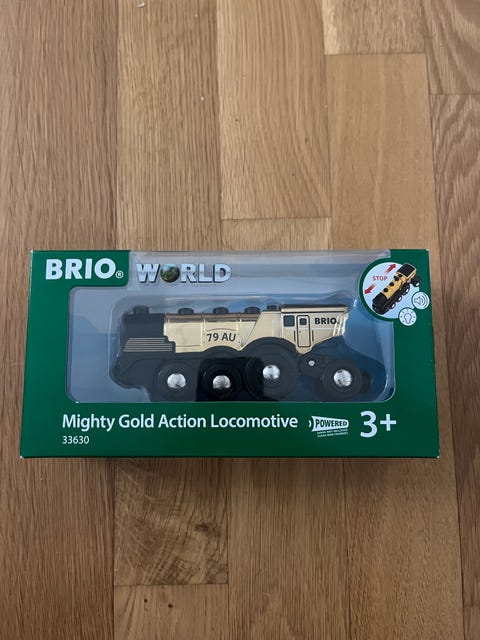 BRIO®
WORLD
STOP
BRIO
79 AU
Mighty Gold Action Locomotive
33630
POWERED
3+